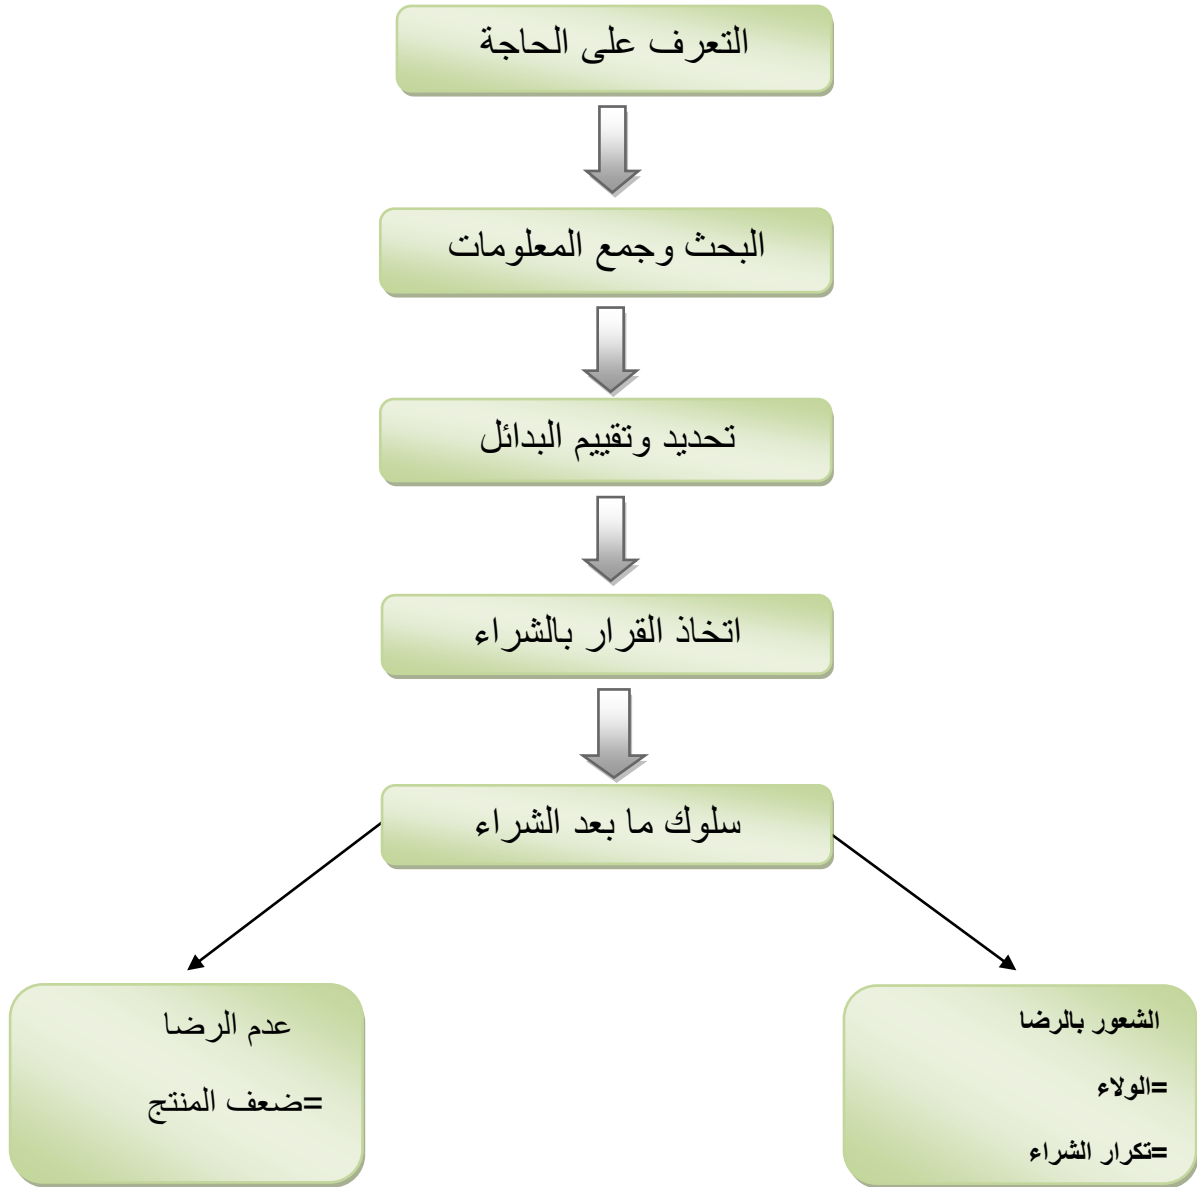 التعرف على الحاجة
البحث وجمع المعلومات
تحديد وتقييم البدائل
اتخاذ القرار بالشراء
سلوك ما بعد الشراء
الشعور بالرضا
=الولاء
=تكرار الشراء
عدم الرضا
=ضعف المنتج